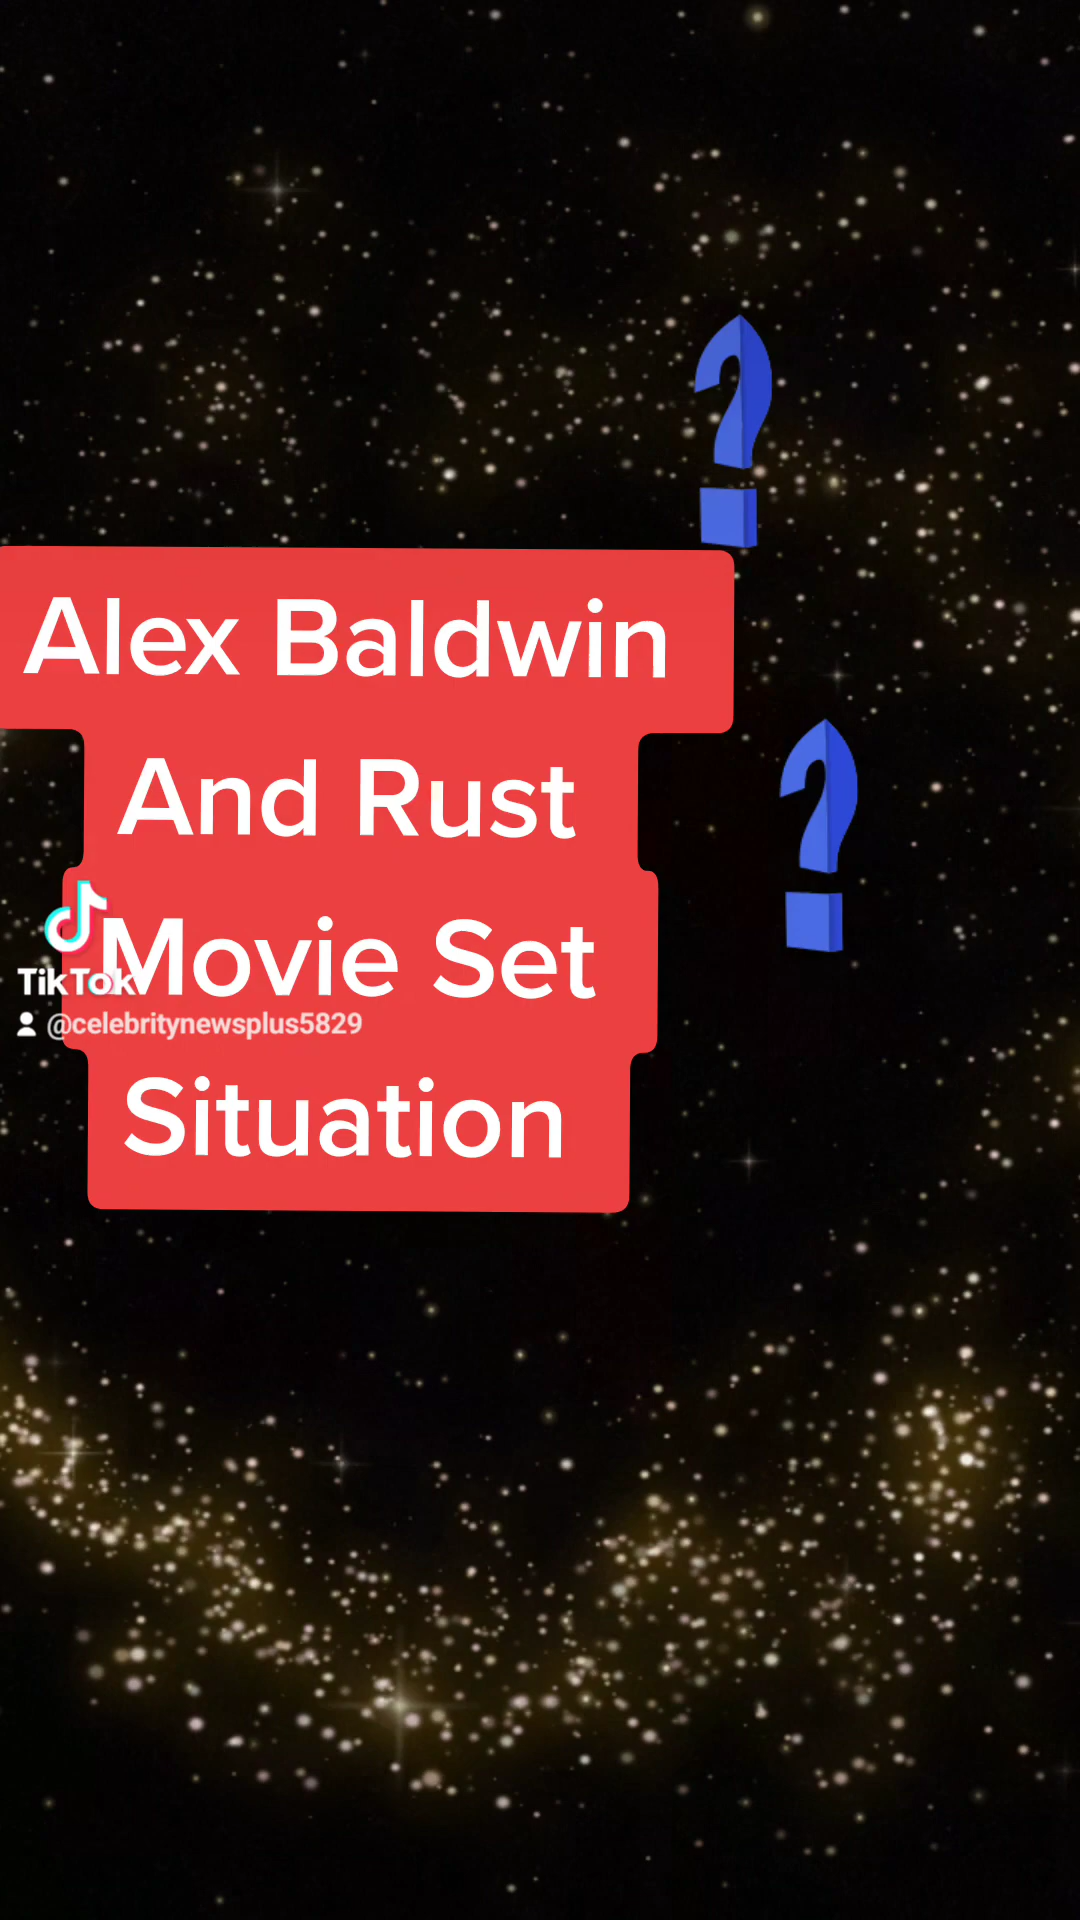 ?
Alex Baldwin
?
And Rust
Movie Set
TikTok
@celebritynewsplus5829
Situation